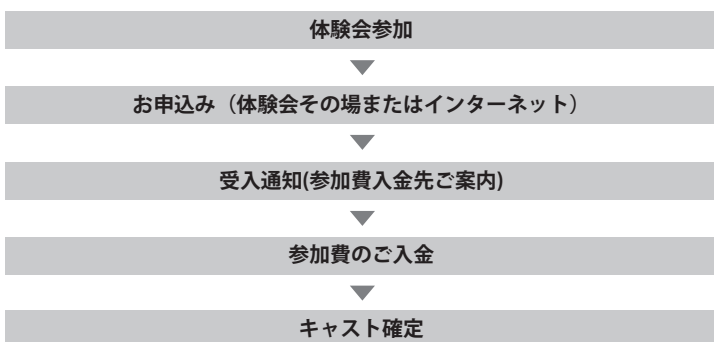 体験会参加
お申込み（体験会その場またはインターネット）
受入通知(参加費入金先ご案内)
参加費のご入金
キャスト確定